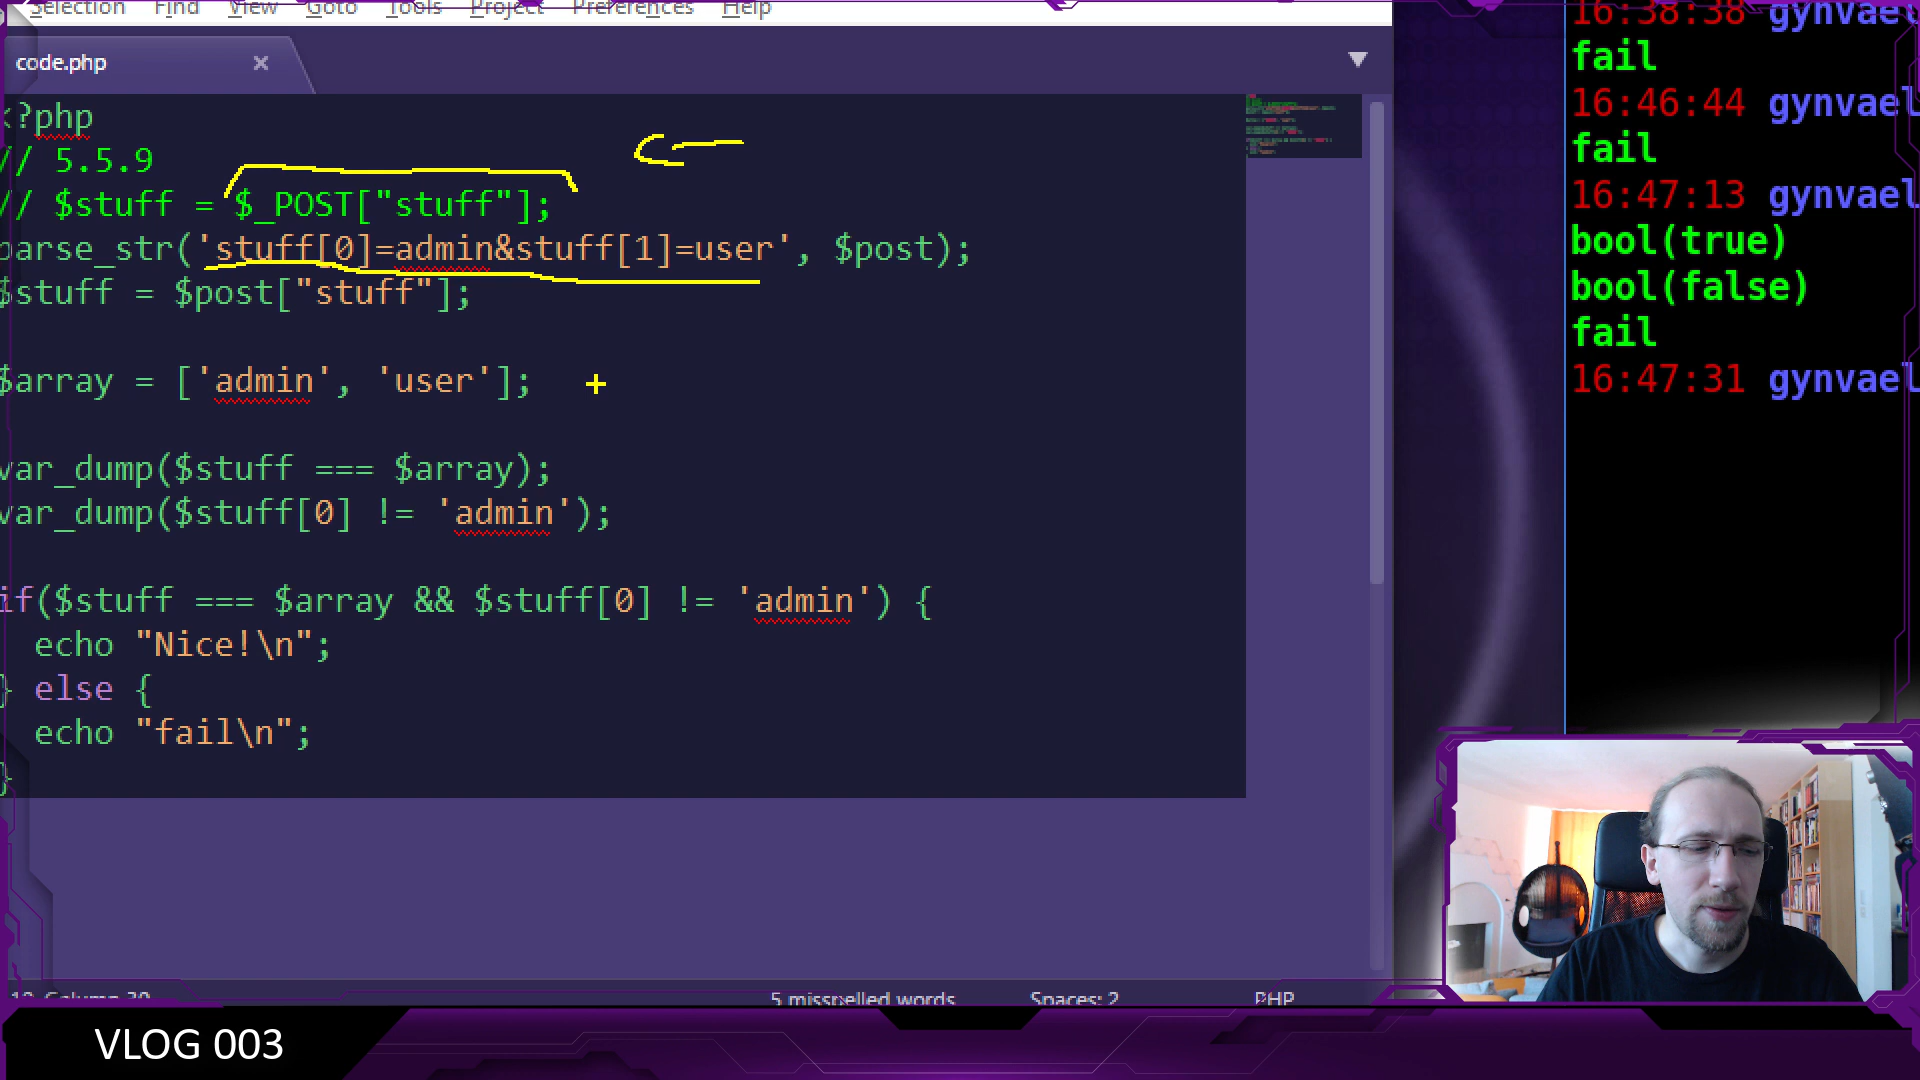 Selection Find View Goto Tools Project Preferences Help
code.php
<?php
// 5.5.9
// $stuff = $_POST["stuff"];
parse_str('stuff[0]=admin&stuff[1]=user', $post);
$stuff = $post["stuff"];
$array = ['admin', 'user'];
var_dump($stuff === $array);
var_dump($stuff[0] != 'admin');
if($stuff === $array && $stuff[0] != 'admin') {
echo "Nice!\n";
} else {
echo "fail\n";
}
5 misspelled words Spaces: 2 PHP
16:38:38 gynvael
fail
16:46:44 gynvael
fail
16:47:13 gynvael
bool(true)
bool(false)
fail
16:47:31 gynvael
VLOG 003